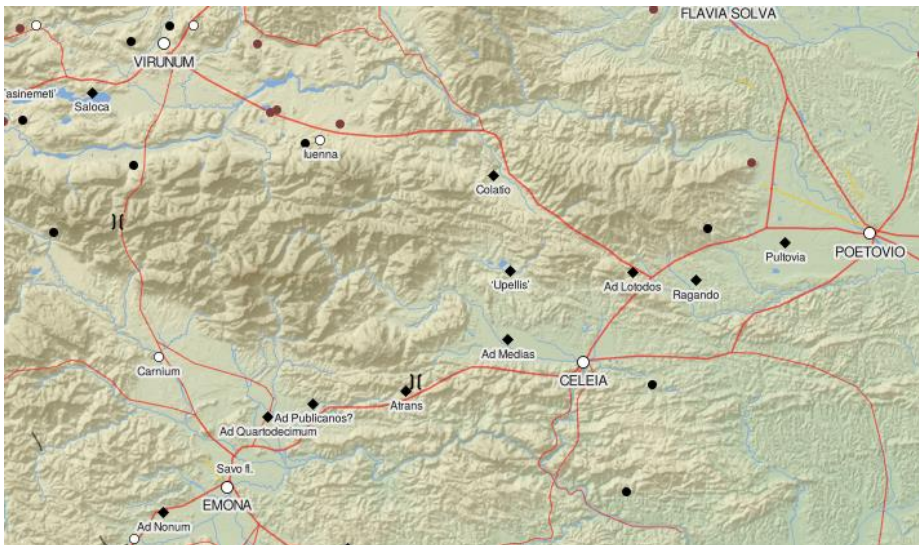 FLAVIA SOLVA
VIRUNUM
'asinemeti'
Saloca
Iuenna
Colatio
POETOVIO
Pultovia
'Upellis'
Ad Lotodos
Ragando
Ad Medias
Carnium
CELEIA
Atrans
Ad Publicanos?
Ad Quartodecimum
Savo fl.
EMONA
Ad Nonum